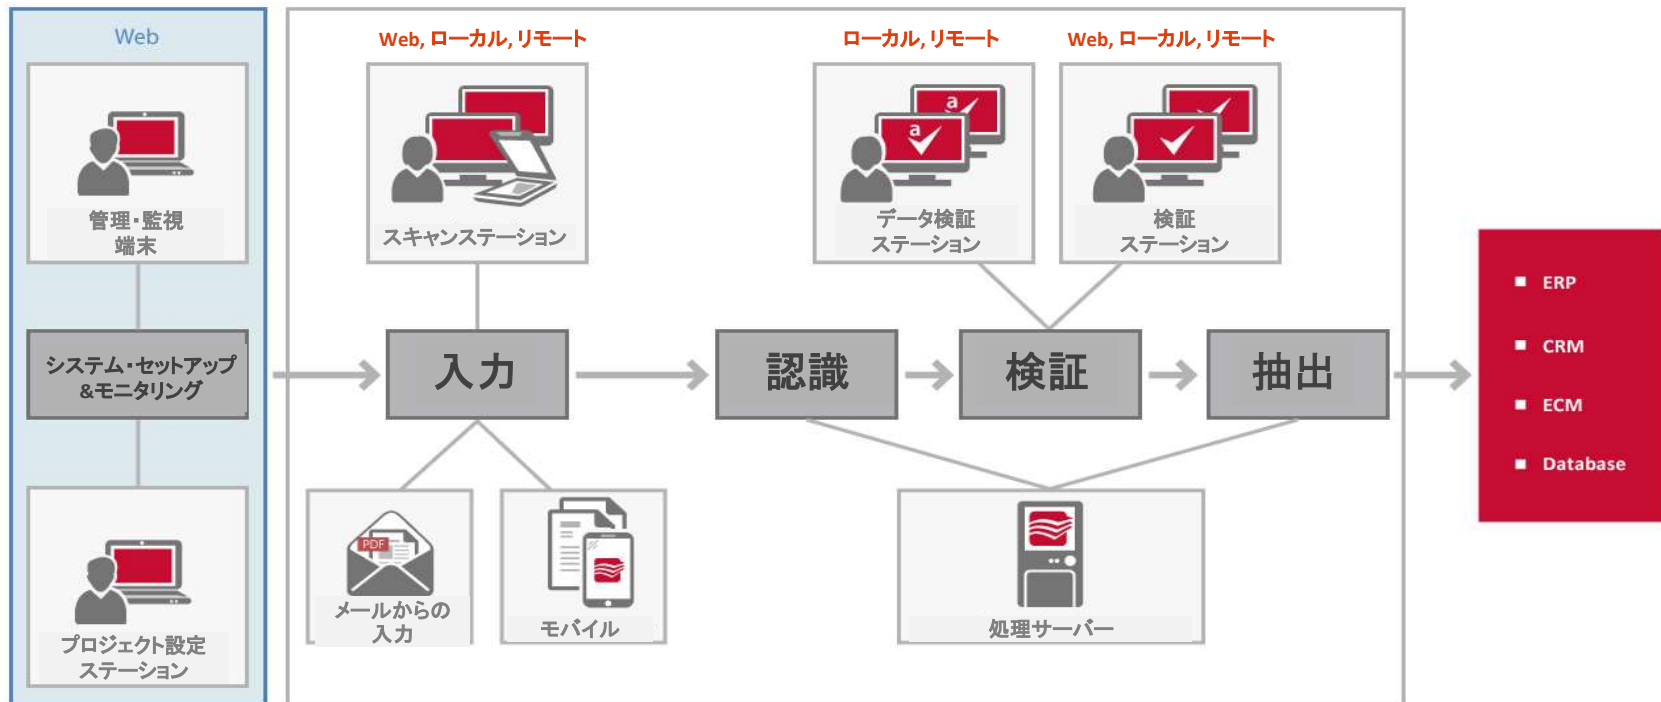 Web
管理・監視
端末
システム・セットアップ
&モニタリング
プロジェクト設定
ステーション
Web, ローカル, リモート
スキャンステーション
入力
PDF
メールからの
入力
モバイル
ローカル, リモート
a
a
データ検証
ステーション
Web, ローカル, リモート
検証
ステーション
認識
検証
抽出
処理サーバー
■ ERP
■ CRM
■ ECM
■ Database